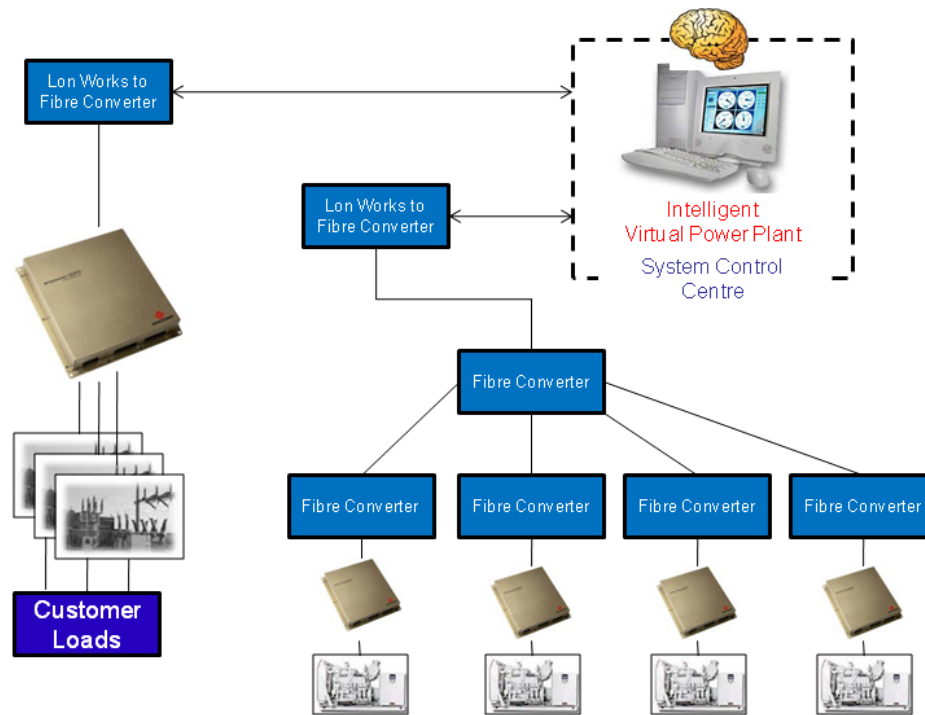 Lon Works to
Fibre Converter
Lon Works to
Fibre Converter
Intelligent
Virtual Power Plant
System Control
Centre
Fibre Converter
Fibre Converter
Fibre Converter
Fibre Converter
Fibre Converter
Customer
Loads